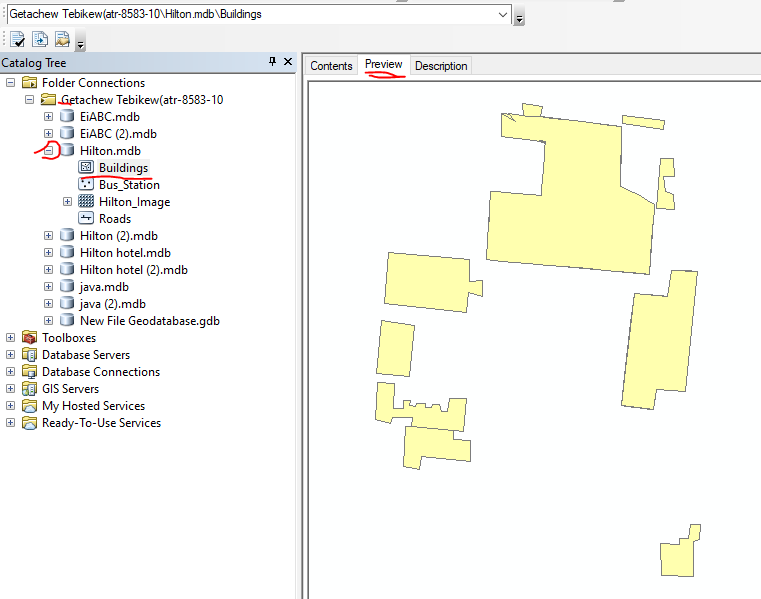 Getachew Tebikew(atr-8583-10\Hilton.mdb\Buildings
Catalog Tree
Folder Connections
Getachew Tebikew(atr-8583-10
EiABC.mdb
EiABC (2).mdb
Hilton.mdb
Buildings
Bus_Station
Hilton_Image
Roads
Hilton (2).mdb
Hilton hotel.mdb
Hilton hotel (2).mdb
java.mdb
java (2).mdb
New File Geodatabase.gdb
Toolboxes
Database Servers
Database Connections
GIS Servers
My Hosted Services
Ready-To-Use Services
Contents Preview Description